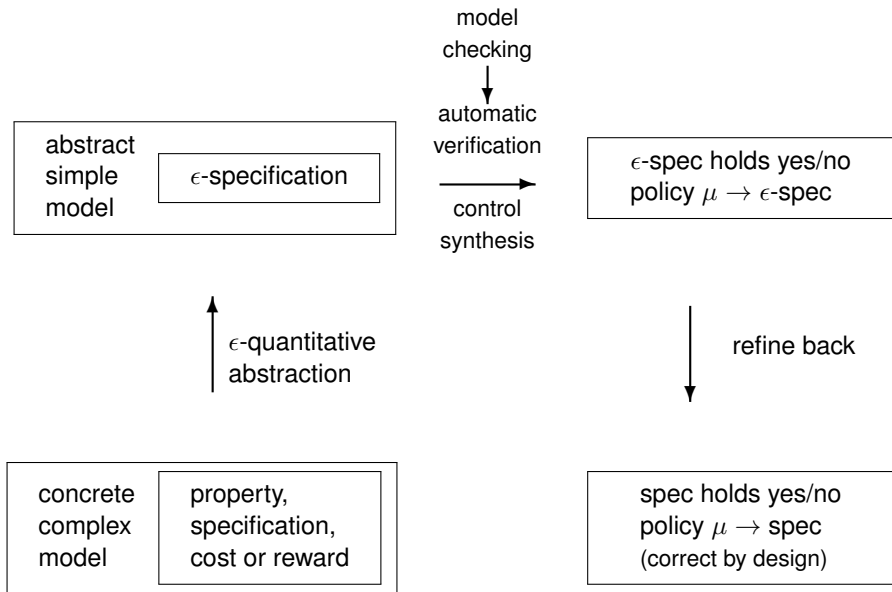 model
checking
automatic
verification
control
synthesis
abstract
simple
model
ϵ-specification
ϵ-spec holds yes/no
policy μ → ϵ-spec
ϵ-quantitative
abstraction
refine back
concrete
complex
model
property,
specification,
cost or reward
spec holds yes/no
policy μ → spec
(correct by design)